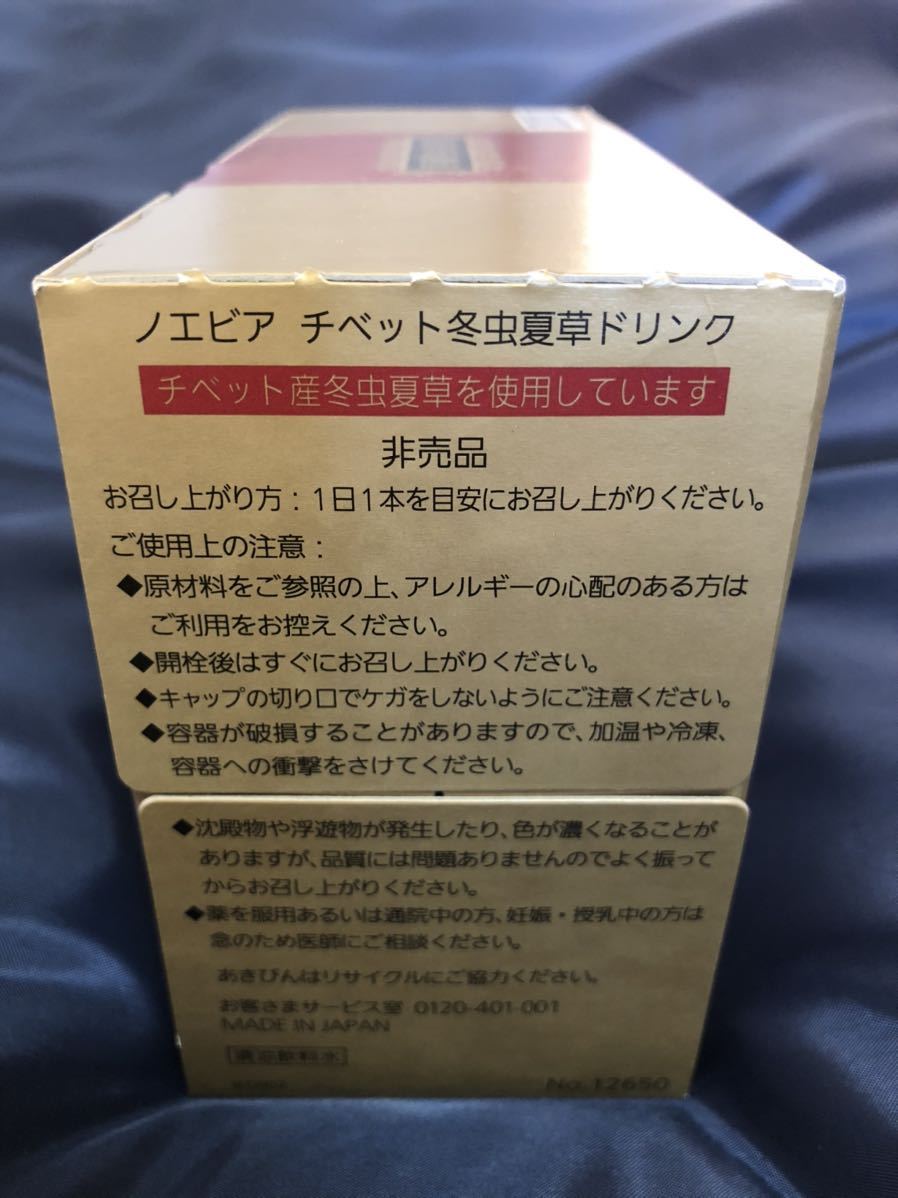 ノエビア チベット冬虫夏草ドリンク
チベット産冬虫夏草を使用しています
非売品
お召し上がり方：1日1本を目安にお召し上がりください。
ご使用上の注意：
◆原材料をご参照の上、アレルギーの心配のある方は
ご利用をお控えください。
◆開栓後はすぐにお召し上がりください。
◆キャップの切り口でケガをしないようにご注意ください。
◆容器が破損することがありますので、加温や冷凍、
容器への衝撃をさけてください。
◆沈殿物や浮遊物が発生したり、色が濃くなることが
ありますが、品質には問題ありませんのでよく振って
からお召し上がりください。
◆薬を服用あるいは通院中の方、妊娠・授乳中の方は
念のため医師にご相談ください。
あきびんはリサイクルにご協力ください。
お客さまサービス室 0120-401-001
MADE IN JAPAN
清涼飲料水
No.12650